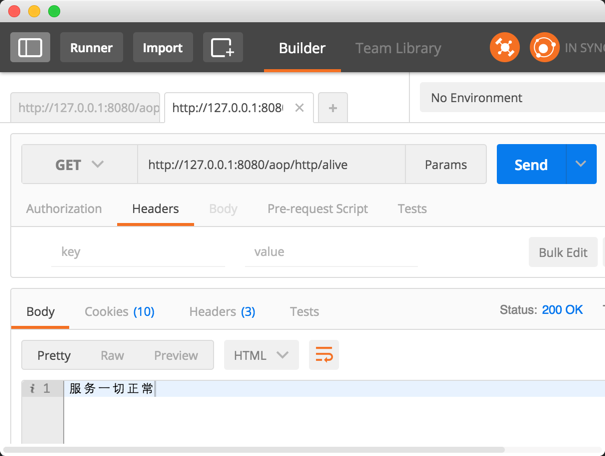 Runner Import Builder Team Library IN SYNC
http://127.0.0.1:8080/aop http://127.0.0.1:808 No Environment
GET http://127.0.0.1:8080/aop/http/alive Params Send
Authorization Headers Body Pre-request Script Tests
key value Bulk Edit
Body Cookies (10) Headers (3) Tests Status: 200 OK
Pretty Raw Preview HTML
i 1 服务一切正常